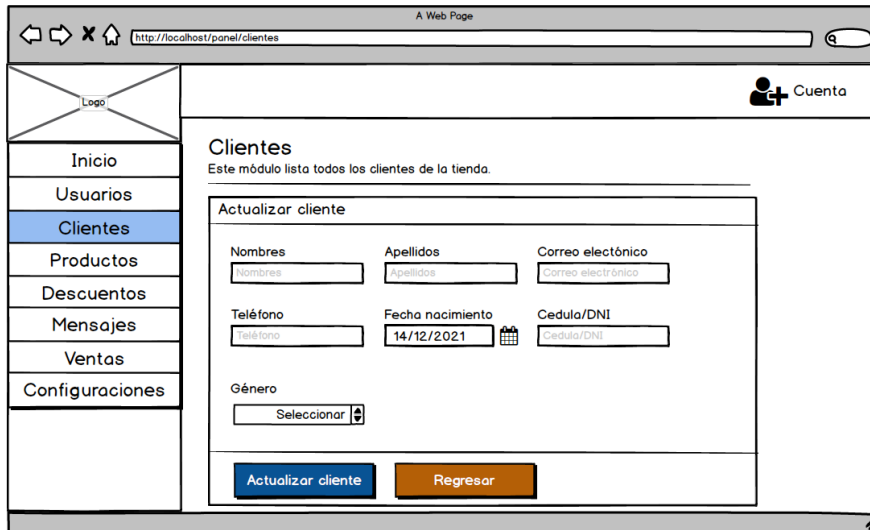 A Web Page
http://localhost/panel/clientes
Logo
Cuenta
Inicio
Usuarios
Clientes
Productos
Descuentos
Mensajes
Ventas
Configuraciones
Clientes
Este módulo lista todos los clientes de la tienda.
Actualizar cliente
Nombres Apellidos Correo electónico
Nombres Apellidos Correo electrónico
Teléfono Fecha nacimiento Cedula/DNI
Teléfono 14/12/2021 Cedula/DNI
Género
Seleccionar
Actualizar cliente Regresar